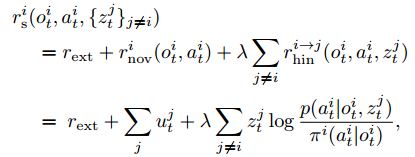 r_s^i(o_t^i, a_t^i, {z_t^j}_{j≠i})
= r_ext + r_nov^i(o_t^i, a_t^i) + λ ∑_{j≠i} r_hin^{i→j}(o_t^i, a_t^i, z_t^j)
= r_ext + ∑_j u_t^j + λ ∑_{j≠i} z_t^j log p(a_t^i|o_t^i, z_t^j) / π^i(a_t^i|o_t^i),